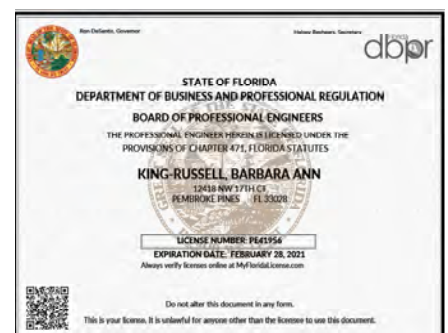 Ron DeSantis, Governor
Halsey Beshears, Secretary
dbpr
STATE OF FLORIDA
DEPARTMENT OF BUSINESS AND PROFESSIONAL REGULATION
BOARD OF PROFESSIONAL ENGINEERS
THE PROFESSIONAL ENGINEER HEREIN IS LICENSED UNDER THE
PROVISIONS OF CHAPTER 471, FLORIDA STATUTES
KING-RUSSELL, BARBARA ANN
12418 NW 17TH CT
PEMBROKE PINES FL 33028
LICENSE NUMBER: PE41956
EXPIRATION DATE: FEBRUARY 28, 2021
Always verify licenses online at MyFloridaLicense.com
Do not alter this document in any form.
This is your license. It is unlawful for anyone other than the licensee to use this document.